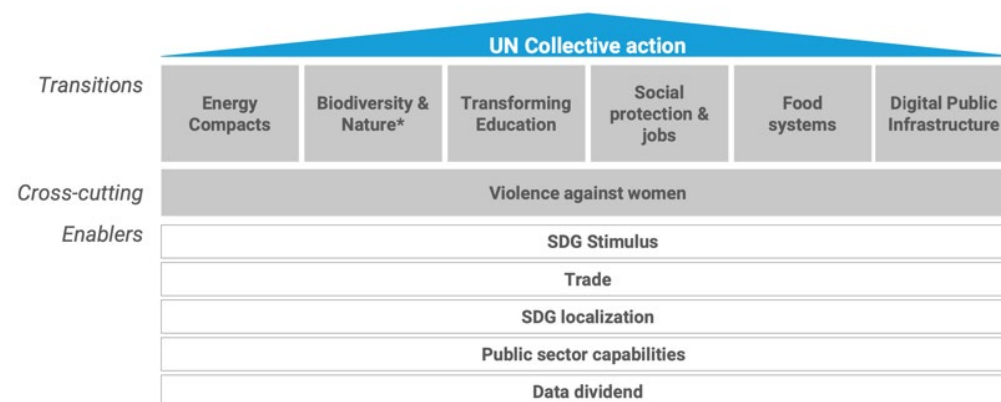 UN Collective action
Transitions
Energy
Compacts
Biodiversity &
Nature*
Transforming
Education
Social
protection &
jobs
Food
systems
Digital Public
Infrastructure
Cross-cutting
Violence against women
Enablers
SDG Stimulus
Trade
SDG localization
Public sector capabilities
Data dividend